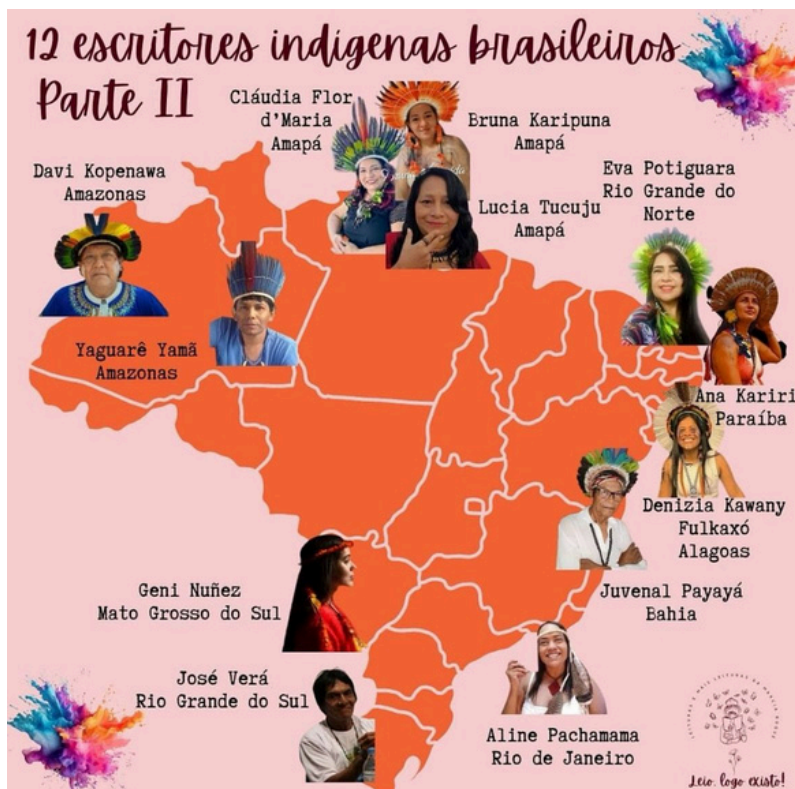 12 escritores indígenas brasileiros
Parte II
Cláudia Flor
d'Maria
Amapá
Bruna Karipuna
Amapá
Davi Kopenawa
Amazonas
Eva Potiguara
Rio Grande do
Norte
Lucia Tucuju
Amapá
Yaguarê Yamã
Amazonas
Ana Kariri
Paraíba
Denizia Kawany
Fulkaxó
Alagoas
Geni Nuñez
Mato Grosso do Sul
Juvenal Payayá
Bahia
José Verá
Rio Grande do Sul
Aline Pachamama
Rio de Janeiro
Leio, logo existo!